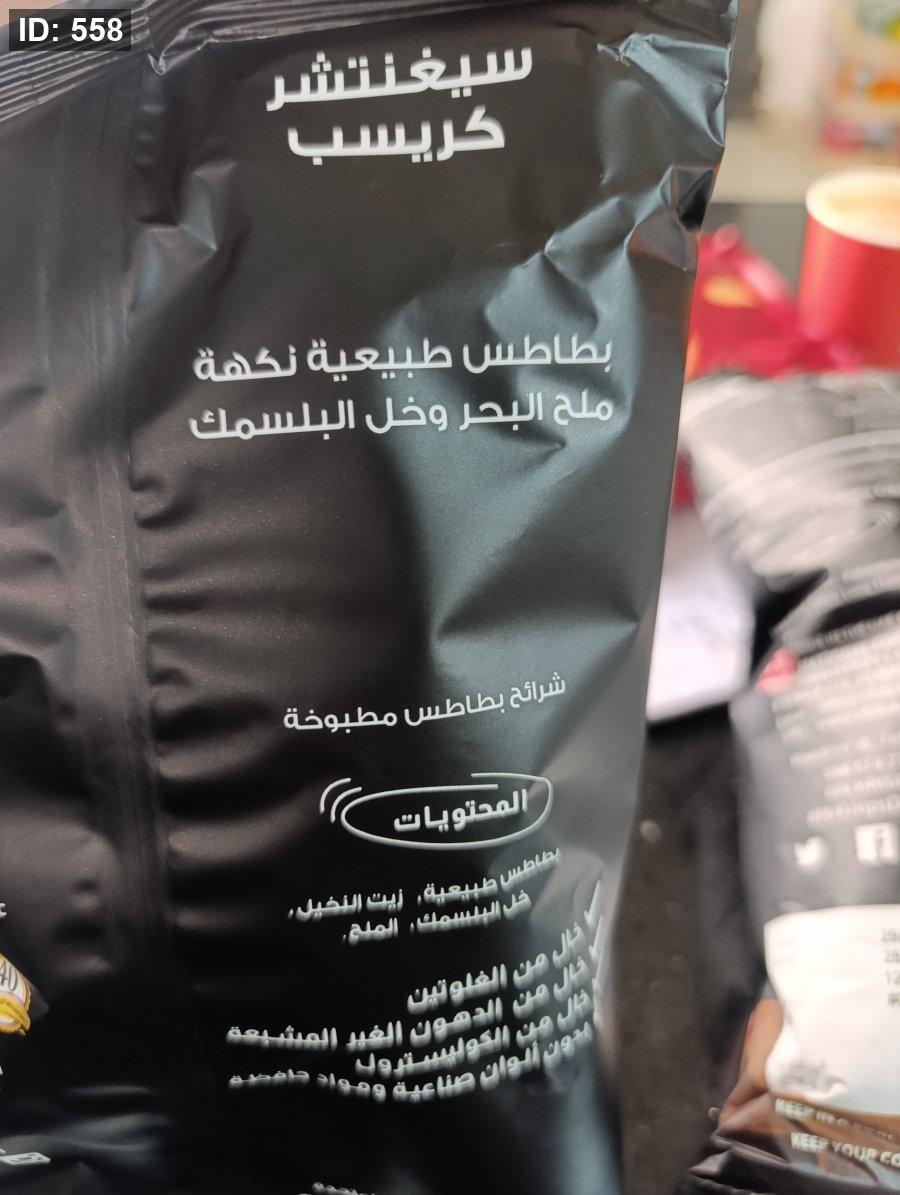 ID: 558
سيغنتشر
كريسب
بطاطس طبيعية نكهة
ملح البحر وخل البلسمك
شرائح بطاطس مطبوخة
المحتويات
بطاطس طبيعية، زيت النخيل،
خل البلسمك، الملح.
خال من الغلوتين
خال من الدهون الغير المشبعة
خال من الكوليسترول
بدون ألوان صناعية ومواد حافظة
KEEP YOUR